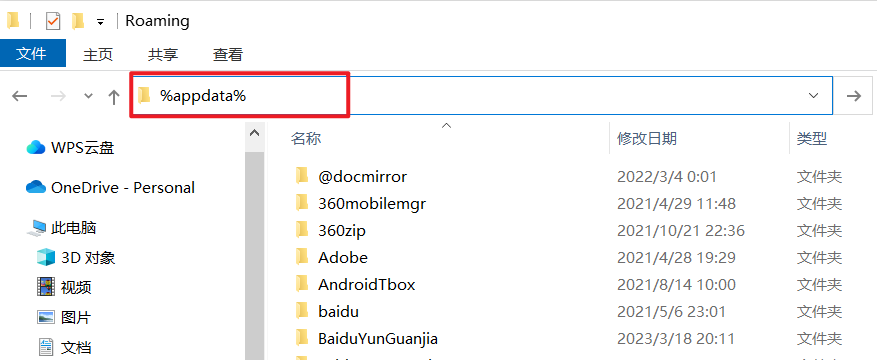 Roaming
文件 主页 共享 查看
%appdata%
名称 修改日期 类型
WPS云盘
OneDrive - Personal
此电脑
3D 对象
视频
图片
文档
@docmirror 2022/3/4 0:01 文件夹
360mobilemgr 2021/4/29 11:48 文件夹
360zip 2021/10/21 22:36 文件夹
Adobe 2021/4/28 19:29 文件夹
AndroidTbox 2021/8/14 10:00 文件夹
baidu 2021/5/6 23:01 文件夹
BaiduYunGuanjia 2023/3/18 20:11 文件夹